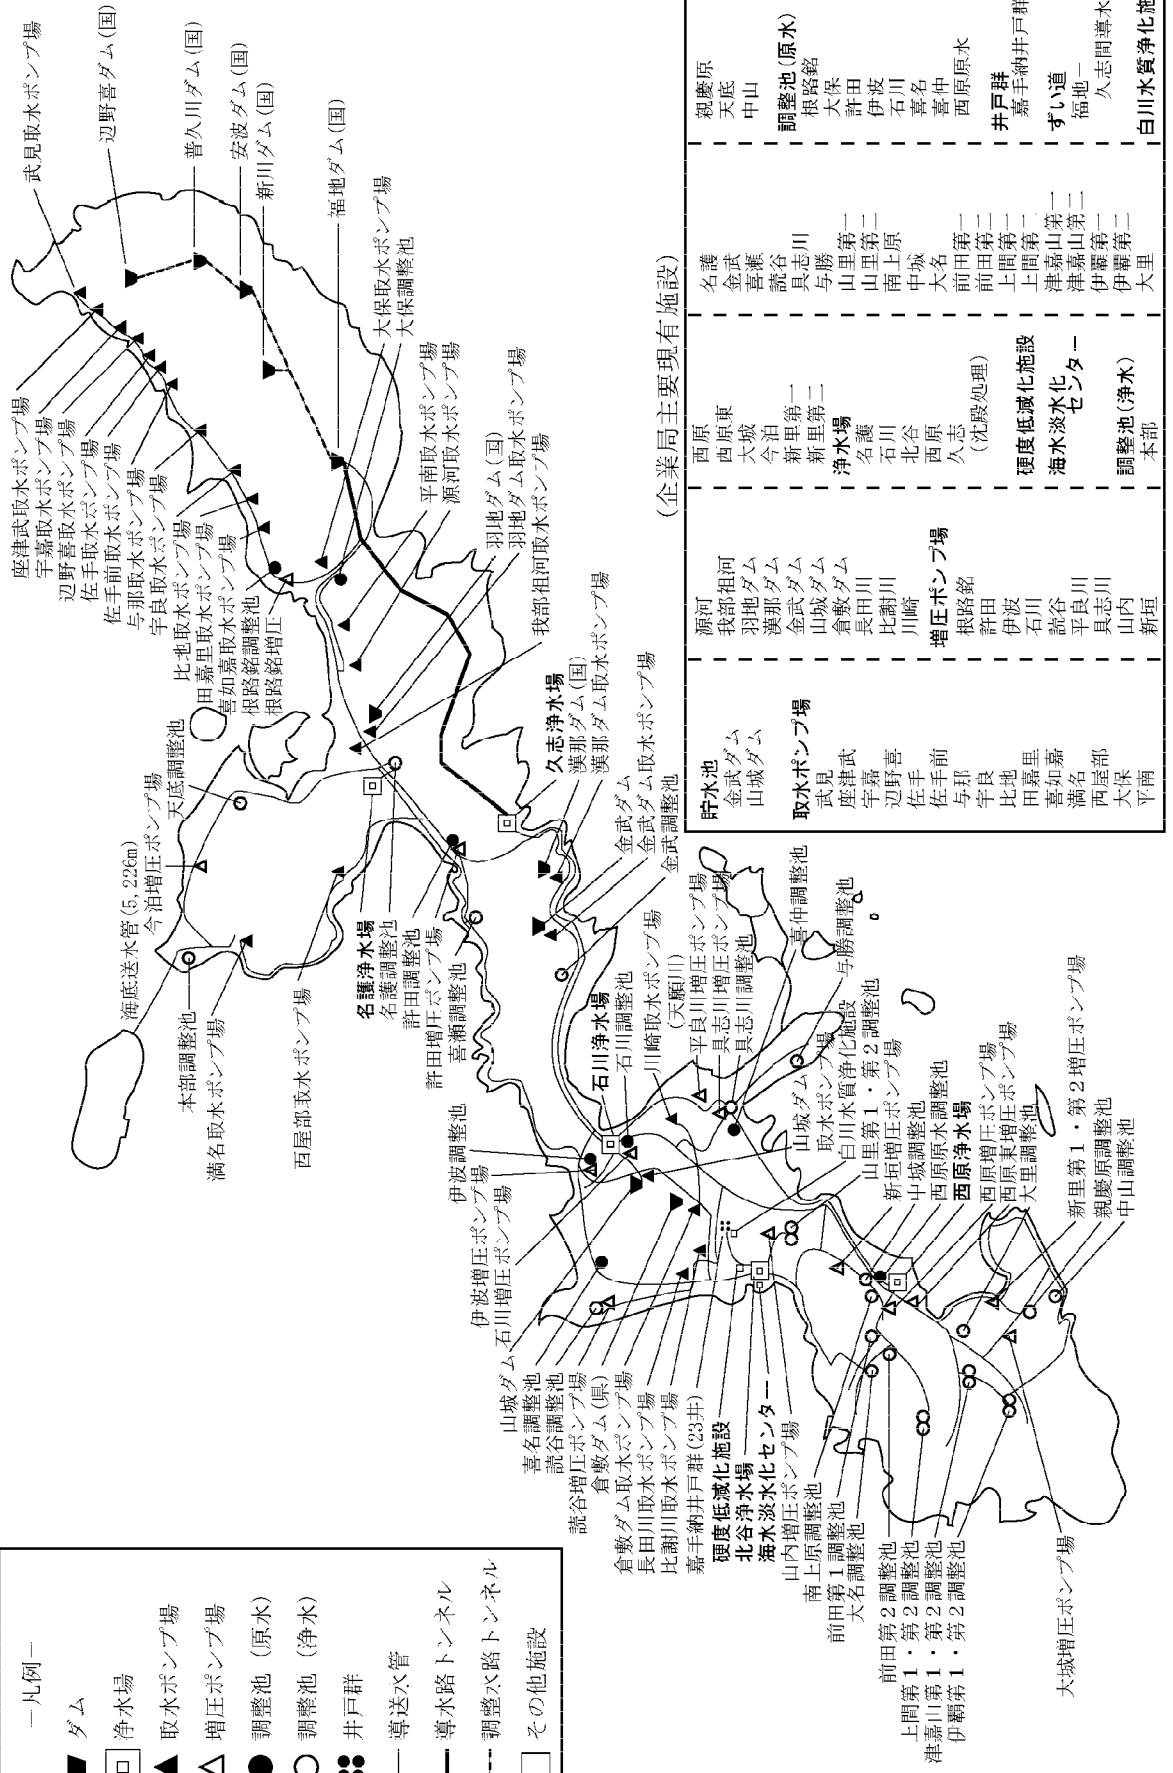 －凡例－
ダム
浄水場
取水ポンプ場
増圧ポンプ場
調整池（原水）
調整池（浄水）
井戸群
導送水管
導水路トンネル
調整水路トンネル
その他施設
武見取水ポンプ場
辺野喜ダム(国)
普久川ダム(国)
安波ダム(国)
新川ダム(国)
福地ダム(国)
大保取水ポンプ場
大保調整池
平南取水ポンプ場
源河取水ポンプ場
羽地ダム(国)
羽地ダム取水ポンプ場
我部祖河取水ポンプ場
座津武取水ポンプ場
宇嘉取水ポンプ場
辺野喜取水ポンプ場
佐手取水ポンプ場
佐手前取水ポンプ場
与那取水ポンプ場
宇良取水ポンプ場
比地取水ポンプ場
田嘉里取水ポンプ場
喜如嘉取水ポンプ場
根路銘調整池
根路銘増圧
天底調整池
今泊増圧ポンプ場
海底送水管(5,226m)
本部調整池
満名取水ポンプ場
西屋部取水ポンプ場
名護浄水場
名護調整池
許田調整池
許田増圧ポンプ場
喜瀬調整池
久志浄水場
漢那ダム(国)
漢那ダム取水ポンプ場
金武ダム
金武ダム取水ポンプ場
金武調整池
石川浄水場
石川調整池
川崎取水ポンプ場
(天願川)
平良川増圧ポンプ場
具志川増圧ポンプ場
具志川調整池
喜仲調整池
与勝調整池
伊波調整池
伊波増圧ポンプ場
石川増圧ポンプ場
山城ダム
喜名調整池
読谷調整池
読谷増圧ポンプ場
倉敷ダム(県)
倉敷ダム取水ポンプ場
長田川取水ポンプ場
比謝川取水ポンプ場
嘉手納井戸群(23井)
硬度低減化施設
北谷浄水場
海水淡水化センター
山内増圧ポンプ場
南上原調整池
前田第１調整池
大名調整池
前田第２調整池
上間第１・第２調整池
津嘉川第１・第２調整池
伊覇第１・第２調整池
大城増圧ポンプ場
山城ダム
取水ポンプ場
白川水質浄化施設
山里第１・第２調整池
新垣増圧ポンプ場
中城調整池
西原原水調整池
西原浄水場
西原増圧ポンプ場
西原東増圧ポンプ場
大里調整池
新里第１・第２増圧ポンプ場
親慶原調整池
中山調整池
(企業局主要現有施設)
貯水池
金武ダム
山城ダム
取水ポンプ場
武見
座津武
宇嘉
辺野喜
佐手
佐手前
与那
宇良
比地
田嘉里
喜如嘉
満名
西屋部
大保
平南
源河
我部祖河
羽地ダム
漢那ダム
金武ダム
山城ダム
倉敷ダム
長田川
比謝川
川崎
増圧ポンプ場
根路銘
許田
伊波
石川
読谷
平良川
具志川
山内
新垣
西原
西原東
大城
今泊
新里第一
新里第二
浄水場
名護
石川
北谷
西原
久志
(沈殿処理)
硬度低減化施設
海水淡水化
センター
調整池(浄水)
本部
名護
金武
喜瀬
読谷
具志川
与勝
山里第一
山里第二
南上原
中城
大名
前田第一
前田第二
上間第一
上間第二
津嘉山第一
津嘉山第二
伊覇第一
伊覇第二
大里
親慶原
天底
中山
調整池(原水)
根路銘
大保
許田
伊波
石川
喜名
喜仲
西原原水
井戸群
嘉手納井戸群
ずい道
福地－
久志間導水
白川水質浄化施